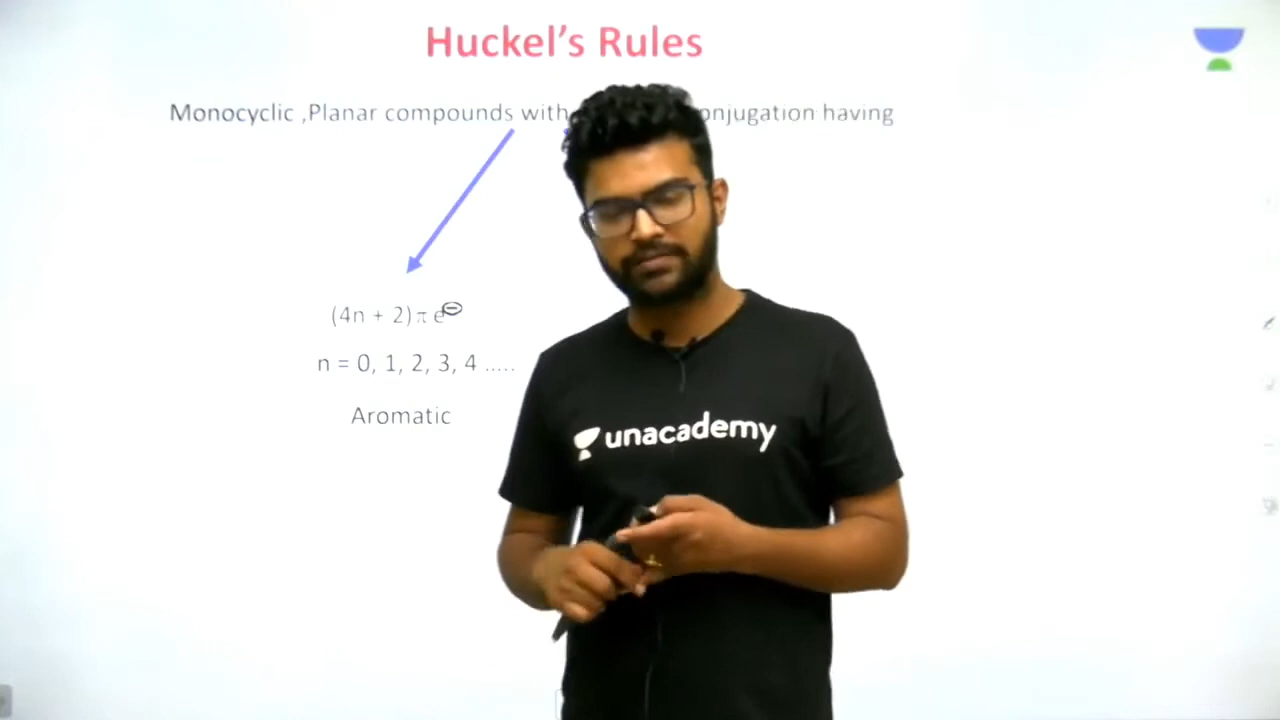 Huckel's Rules
Monocyclic ,Planar compounds with onjugation having
(4n + 2) π e⊖
n = 0, 1, 2, 3, 4 .....
Aromatic
unacademy